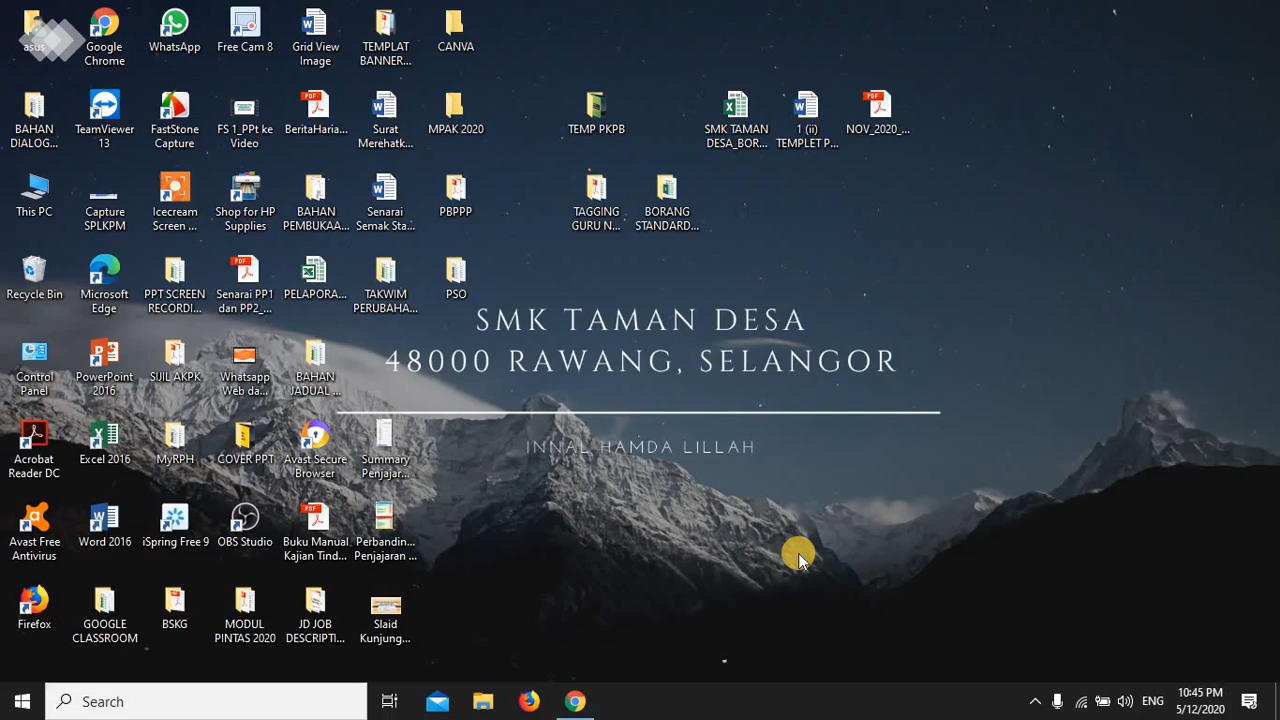 asus
Google
Chrome
WhatsApp
Free Cam 8
Grid View
Image
TEMPLAT
BANNER...
CANVA
BAHAN
DIALOG...
TeamViewer
13
FastStone
Capture
FS 1_PPt ke
Video
BeritaHaria...
Surat
Merehatk...
MPAK 2020
TEMP PKPB
SMK TAMAN
DESA_BOR...
1 (ii)
TEMPLET P...
NOV_2020_...
This PC
Capture
SPLKPM
Icecream
Screen ...
Shop for HP
Supplies
BAHAN
PEMBUKAA...
Senarai
Semak Sta...
PBPPP
TAGGING
GURU N...
BORANG
STANDARD...
Recycle Bin
Microsoft
Edge
PPT SCREEN
RECORDI...
Senarai PP1
dan PP2_...
PELAPORA...
TAKWIM
PERUBAHA...
PSO
SMK TAMAN DESA
48000 RAWANG, SELANGOR
INNAL HAMDA LILLAH
Control
Panel
PowerPoint
2016
SIJIL AKPK
Whatsapp
Web da...
BAHAN
JADUAL ...
Acrobat
Reader DC
Excel 2016
MyRPH
COVER PPT
Avast Secure
Browser
Summary
Penjajar...
Avast Free
Antivirus
Word 2016
iSpring Free 9
OBS Studio
Buku Manual
Kajian Tind...
Perbandin...
Penjajaran ...
Firefox
GOOGLE
CLASSROOM
BSKG
MODUL
PINTAS 2020
JD JOB
DESCRIPTI...
Slaid
Kunjung...
Search
ENG
10:45 PM
5/12/2020